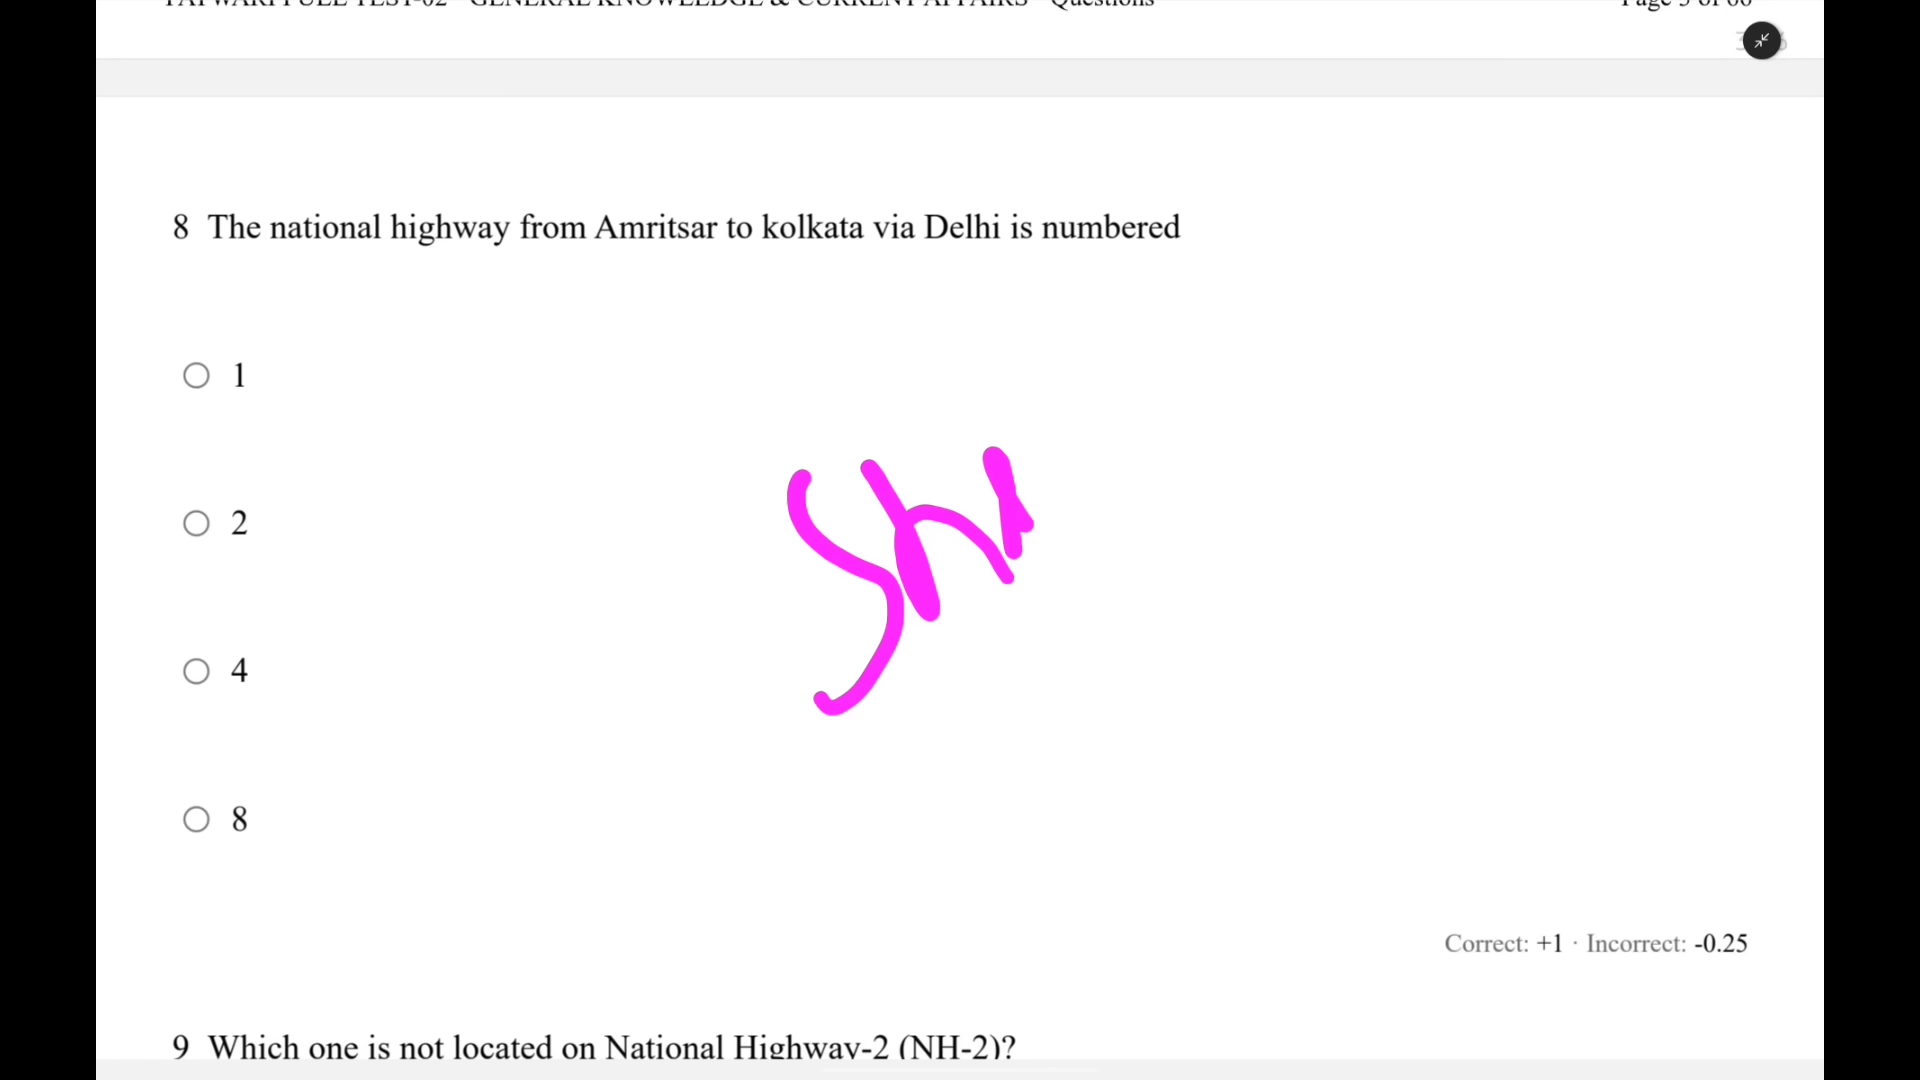 Questions
8 The national highway from Amritsar to kolkata via Delhi is numbered
1
2
4
8
Correct: +1 · Incorrect: -0.25
9 Which one is not located on National Highway-2 (NH-2)?